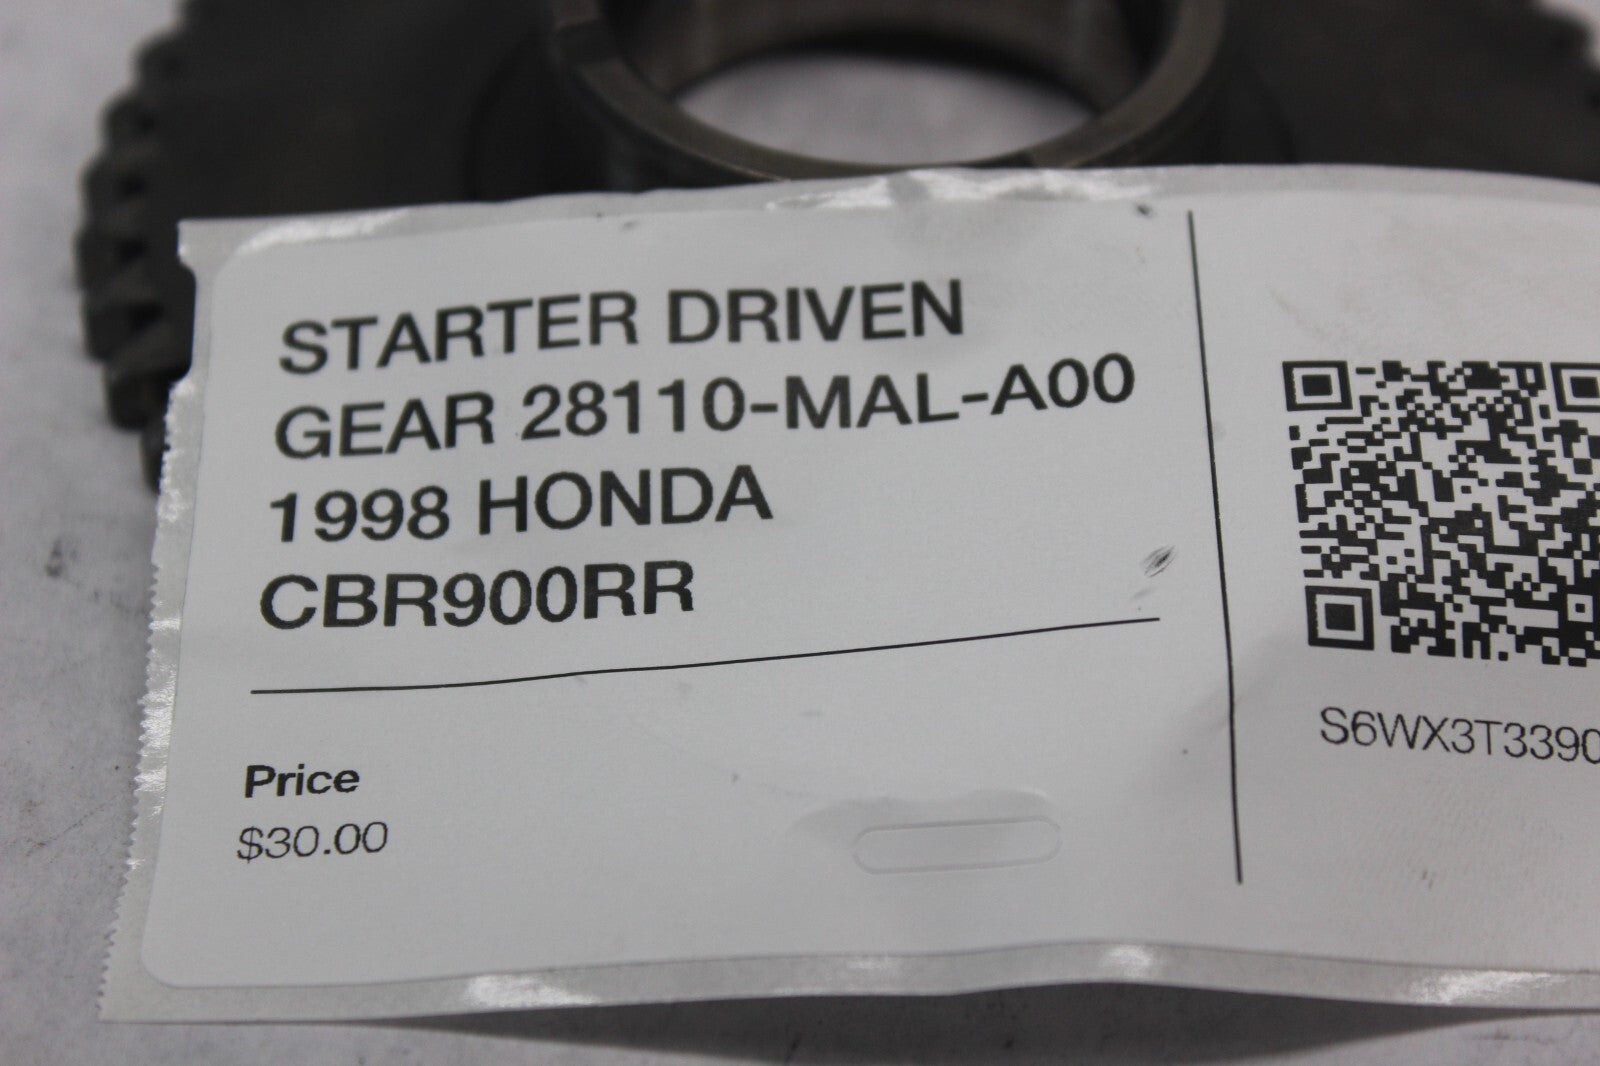 STARTER DRIVEN
GEAR 28110-MAL-A00
1998 HONDA
CBR900RR
Price
$30.00
S6WX3T3390